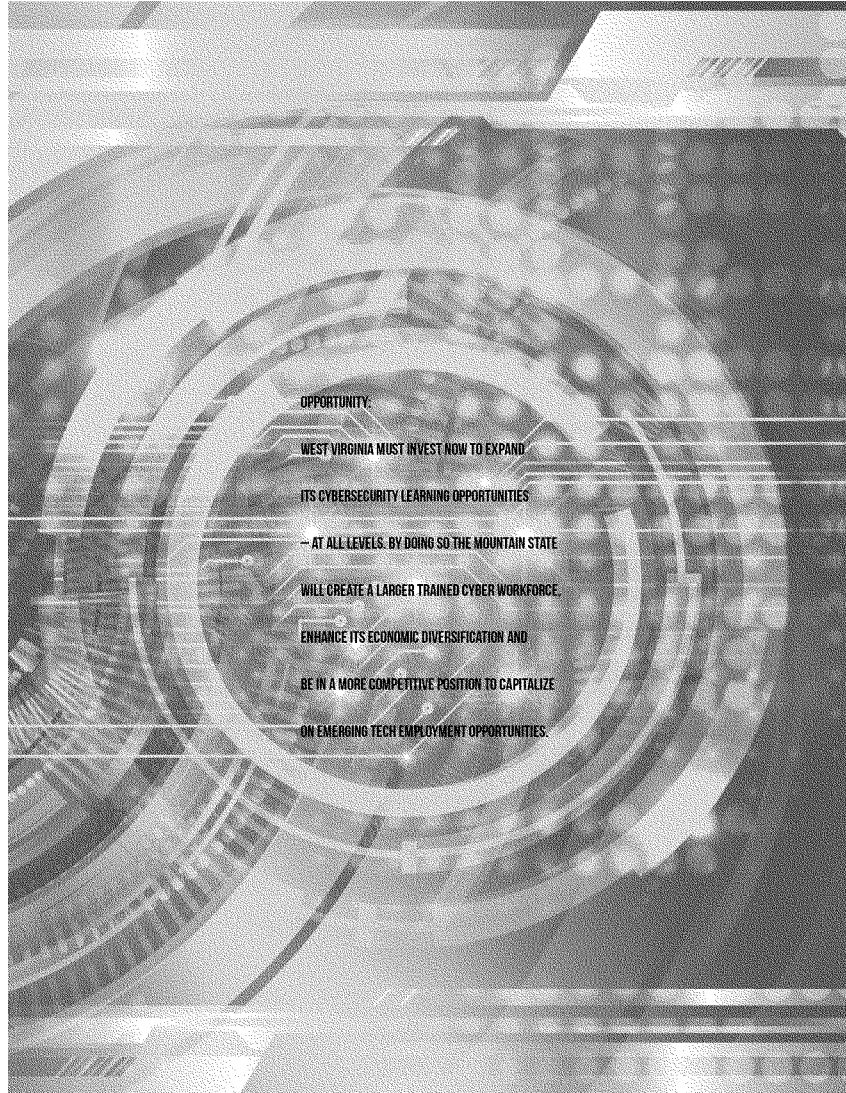 OPPORTUNITY:
WEST VIRGINIA MUST INVEST NOW TO EXPAND
ITS CYBERSECURITY LEARNING OPPORTUNITIES
– AT ALL LEVELS. BY DOING SO THE MOUNTAIN STATE
WILL CREATE A LARGER TRAINED CYBER WORKFORCE,
ENHANCE ITS ECONOMIC DIVERSIFICATION AND
BE IN A MORE COMPETITIVE POSITION TO CAPITALIZE
ON EMERGING TECH EMPLOYMENT OPPORTUNITIES.